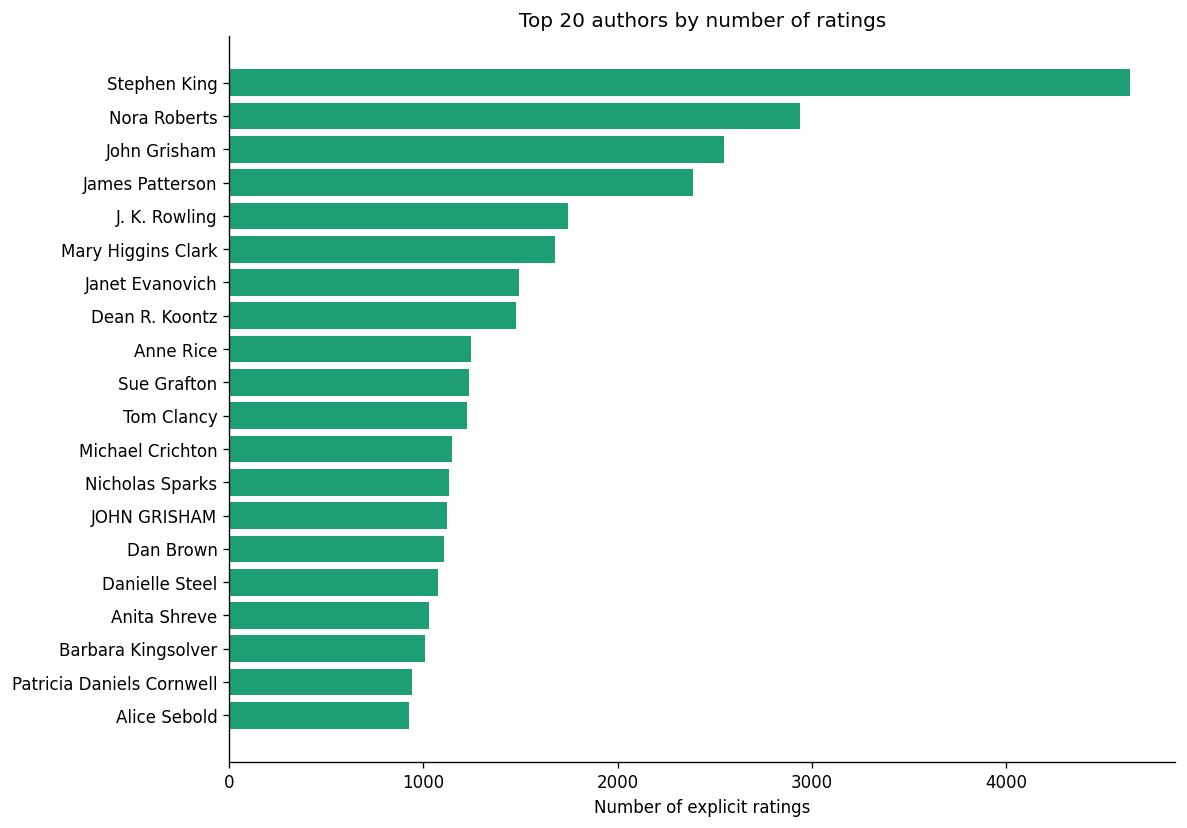 Top 20 authors by number of ratings
Stephen King
Nora Roberts
John Grisham
James Patterson
J. K. Rowling
Mary Higgins Clark
Janet Evanovich
Dean R. Koontz
Anne Rice
Sue Grafton
Tom Clancy
Michael Crichton
Nicholas Sparks
JOHN GRISHAM
Dan Brown
Danielle Steel
Anita Shreve
Barbara Kingsolver
Patricia Daniels Cornwell
Alice Sebold
0 1000 2000 3000 4000
Number of explicit ratings